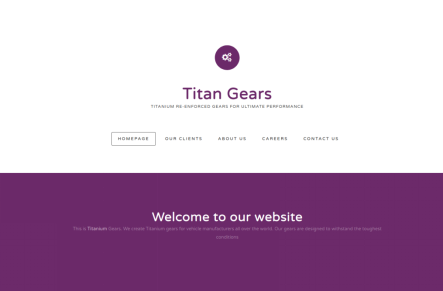 Titan Gears
TITANIUM RE-ENFORCED GEARS FOR ULTIMATE PERFORMANCE
HOMEPAGE OUR CLIENTS ABOUT US CAREERS CONTACT US
Welcome to our website
This is Titanium Gears. We create Titanium gears for vehicle manufacturers all over the world. Our gears are designed to withstand the toughest
conditions.